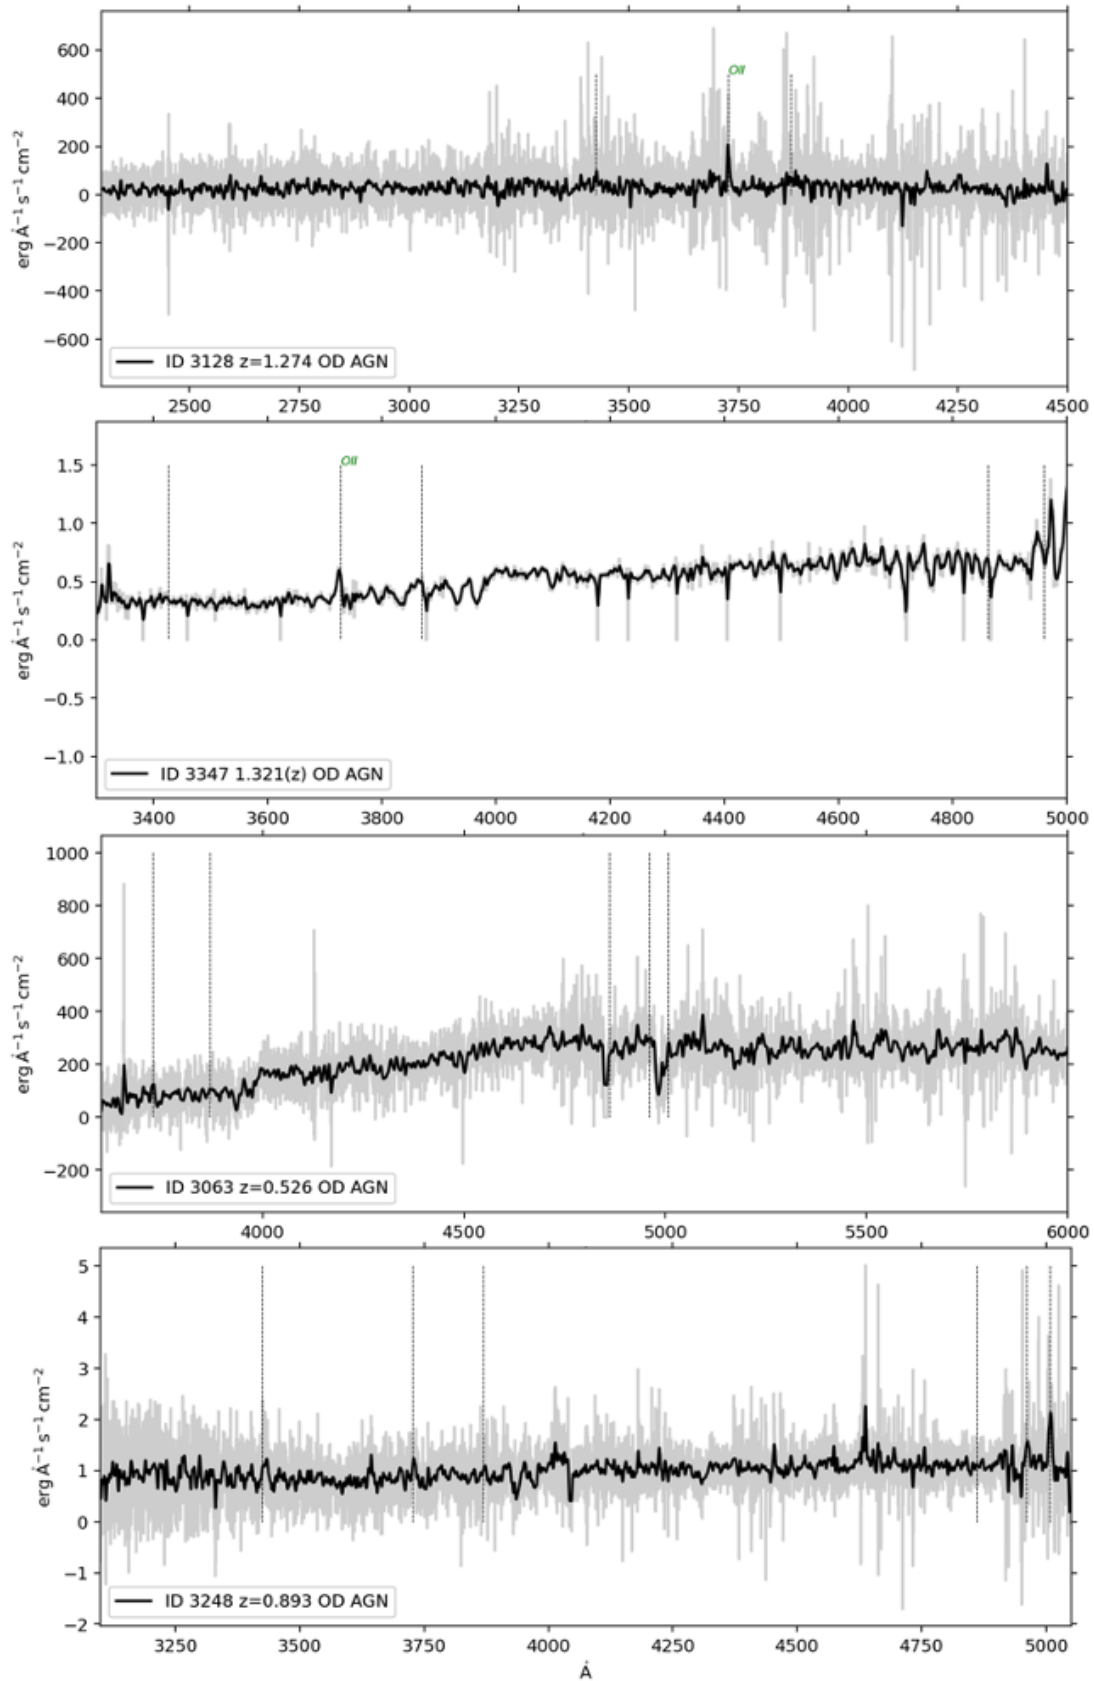 600
400
200
0
−200
−400
−600
erg Å⁻¹ s⁻¹ cm⁻²
OII
ID 3128 z=1.274 OD AGN
2500 2750 3000 3250 3500 3750 4000 4250 4500
1.5
1.0
0.5
0.0
−0.5
−1.0
erg Å⁻¹ s⁻¹ cm⁻²
OII
ID 3347 1.321(z) OD AGN
3400 3600 3800 4000 4200 4400 4600 4800 5000
1000
800
600
400
200
0
−200
erg Å⁻¹ s⁻¹ cm⁻²
ID 3063 z=0.526 OD AGN
4000 4500 5000 5500 6000
5
4
3
2
1
0
−1
−2
erg Å⁻¹ s⁻¹ cm⁻²
ID 3248 z=0.893 OD AGN
3250 3500 3750 4000 4250 4500 4750 5000
Å